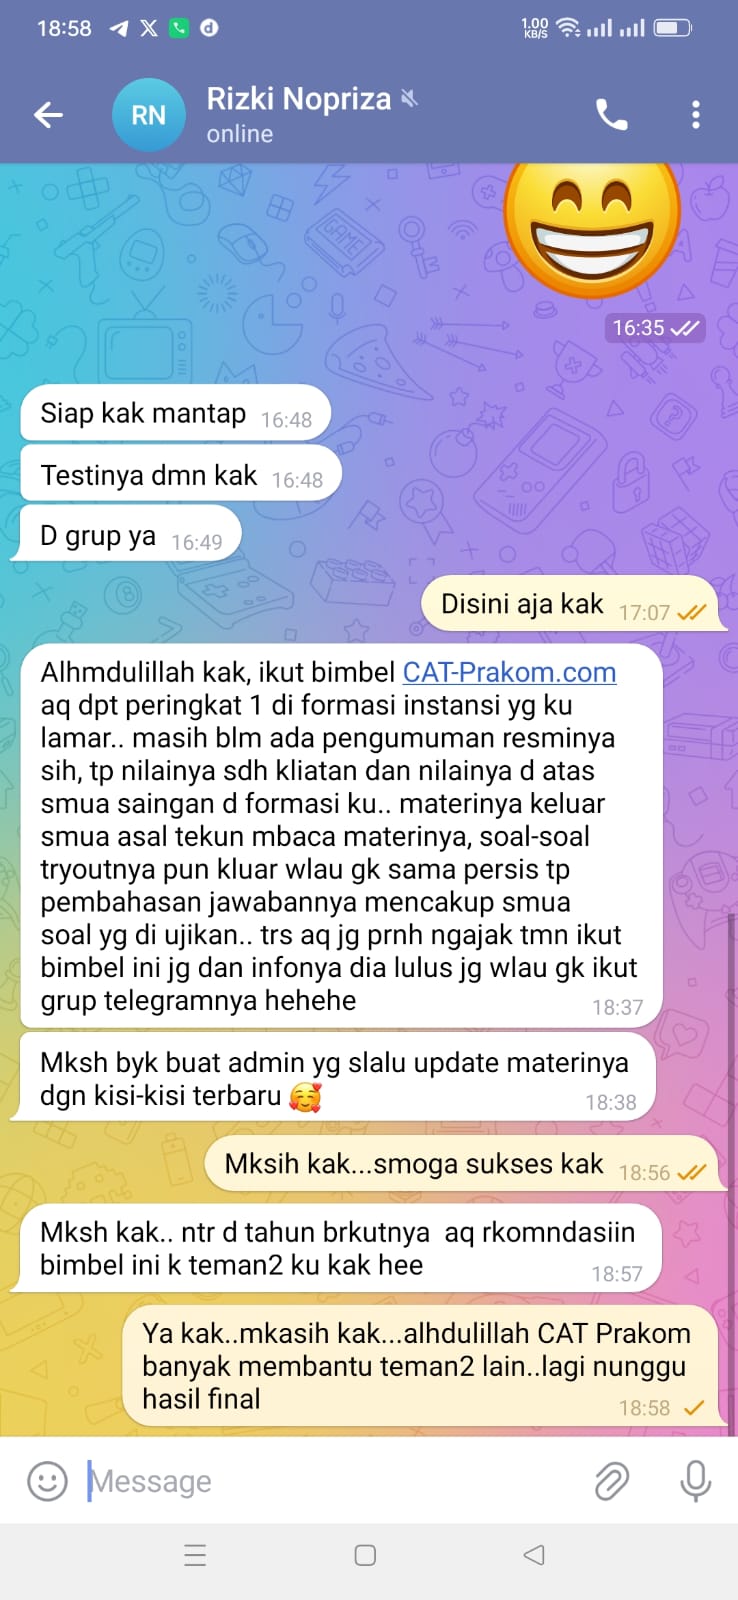 18:58
1.00
KB/S
RN
Rizki Nopriza
online
GAME
16:35
Siap kak mantap 16:48
Testinya dmn kak 16:48
D grup ya 16:49
Disini aja kak 17:07
Alhmdulillah kak, ikut bimbel CAT-Prakom.com
aq dpt peringkat 1 di formasi instansi yg ku
lamar.. masih blm ada pengumuman resminya
sih, tp nilainya sdh kliatan dan nilainya d atas
smua saingan d formasi ku.. materinya keluar
smua asal tekun mbaca materinya, soal-soal
tryoutnya pun kluar wlau gk sama persis tp
pembahasan jawabannya mencakup smua
soal yg di ujikan.. trs aq jg prnh ngajak tmn ikut
bimbel ini jg dan infonya dia lulus jg wlau gk ikut
grup telegramnya hehehe 18:37
Mksh byk buat admin yg slalu update materinya
dgn kisi-kisi terbaru 🥰 18:38
Mksih kak...smoga sukses kak 18:56
Mksh kak.. ntr d tahun brkutnya aq rkomndasiin
bimbel ini k teman2 ku kak hee 18:57
Ya kak..mkasih kak...alhdulillah CAT Prakom
banyak membantu teman2 lain..lagi nunggu
hasil final 18:58
Message